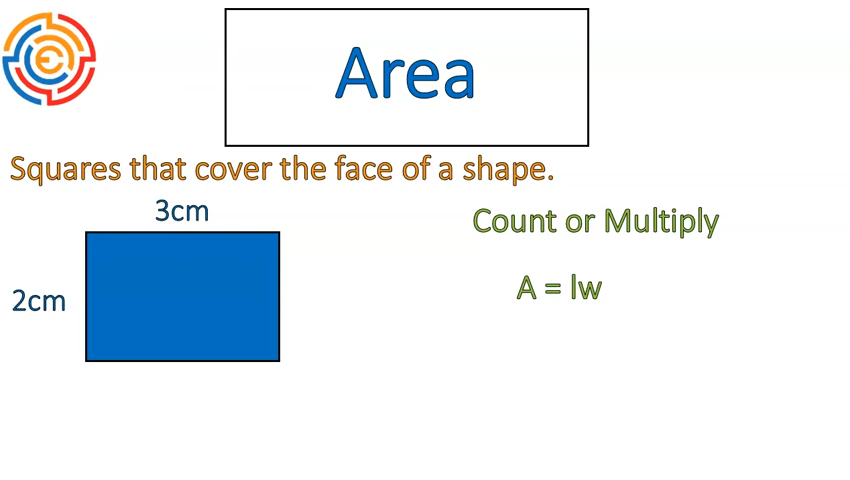 Area
Squares that cover the face of a shape.
3cm
Count or Multiply
2cm
A = lw